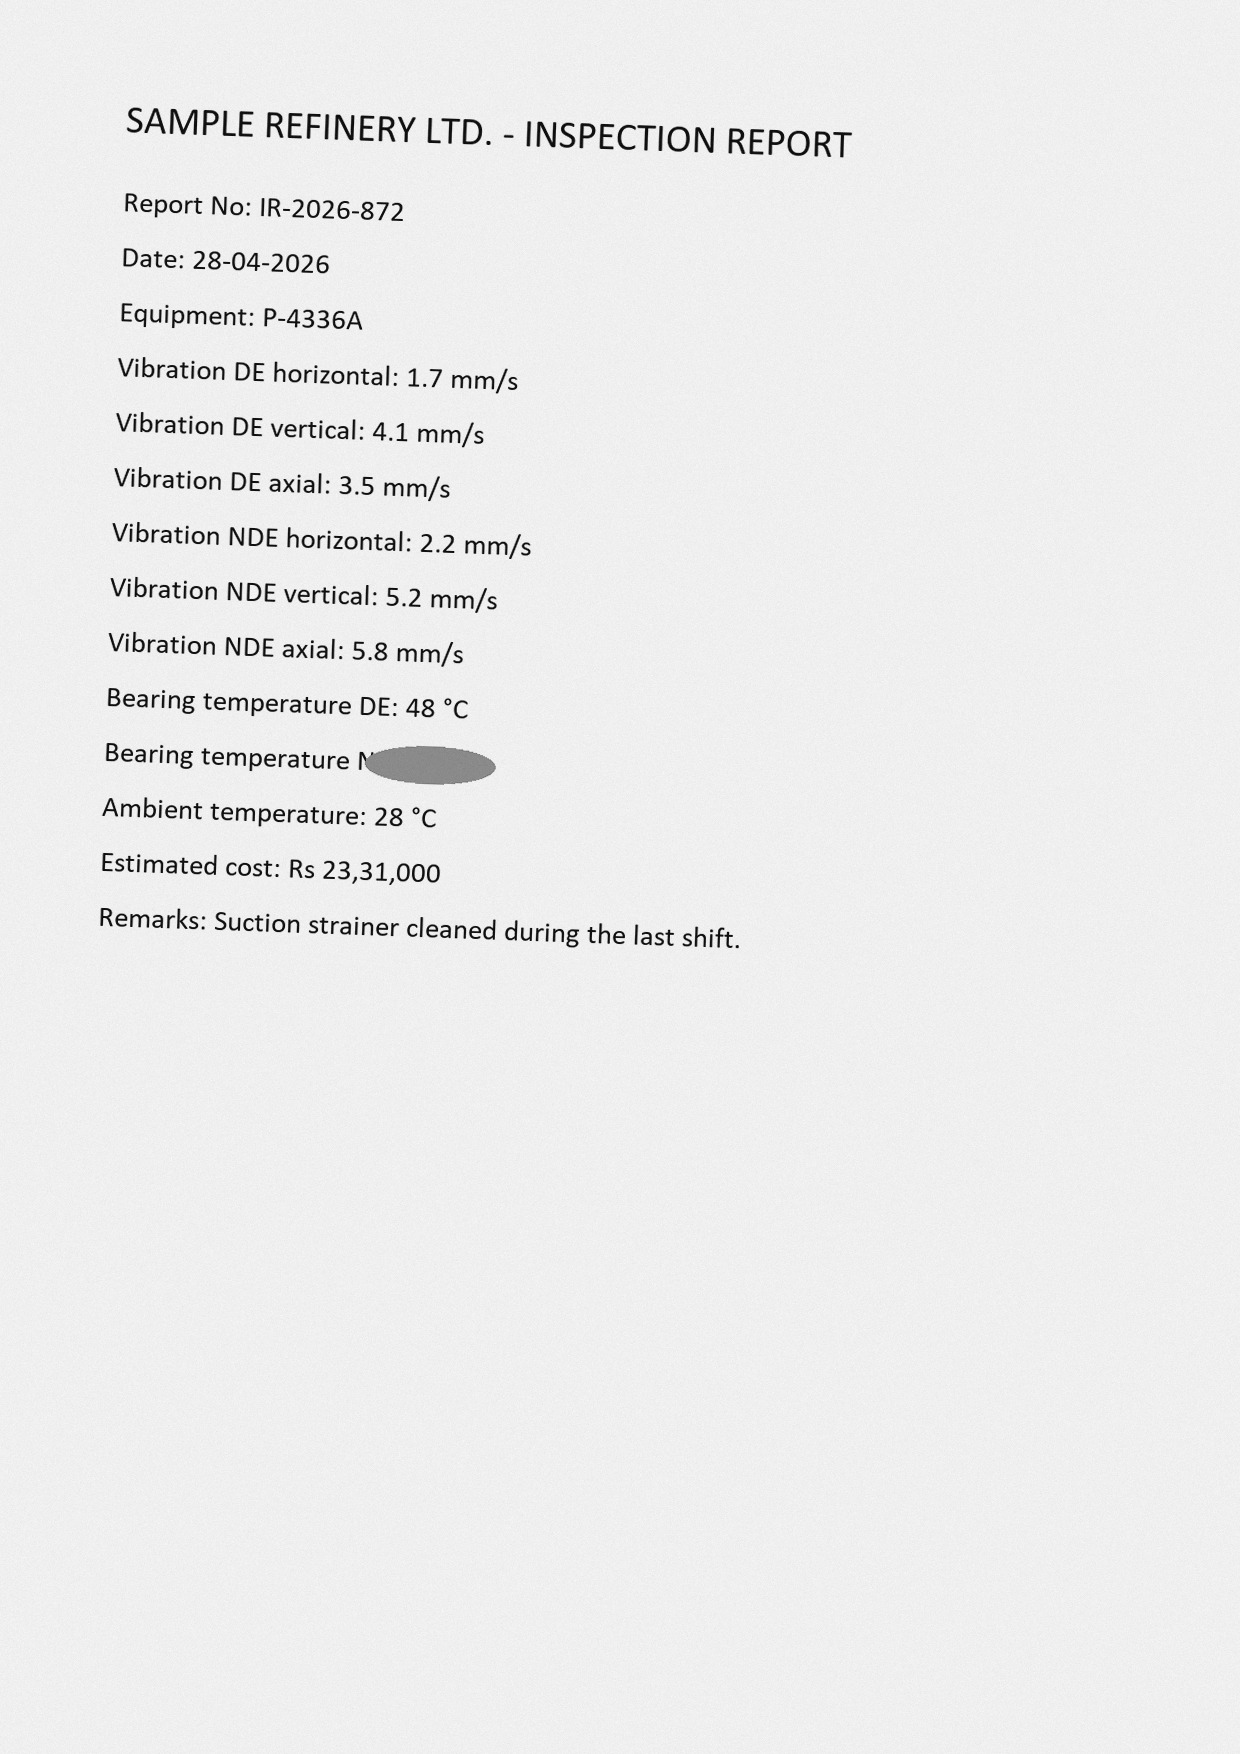 SAMPLE REFINERY LTD. - INSPECTION REPORT
Report No: IR-2026-872
Date: 28-04-2026
Equipment: P-4336A
Vibration DE horizontal: 1.7 mm/s
Vibration DE vertical: 4.1 mm/s
Vibration DE axial: 3.5 mm/s
Vibration NDE horizontal: 2.2 mm/s
Vibration NDE vertical: 5.2 mm/s
Vibration NDE axial: 5.8 mm/s
Bearing temperature DE: 48 °C
Bearing temperature
Ambient temperature: 28 °C
Estimated cost: Rs 23,31,000
Remarks: Suction strainer cleaned during the last shift.